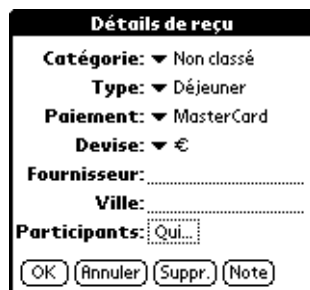 Détails de reçu
Catégorie: Non classé
Type: Déjeuner
Paiement: MasterCard
Devise: €
Fournisseur:
Ville:
Participants: Qui...
OK Annuler Suppr. Note